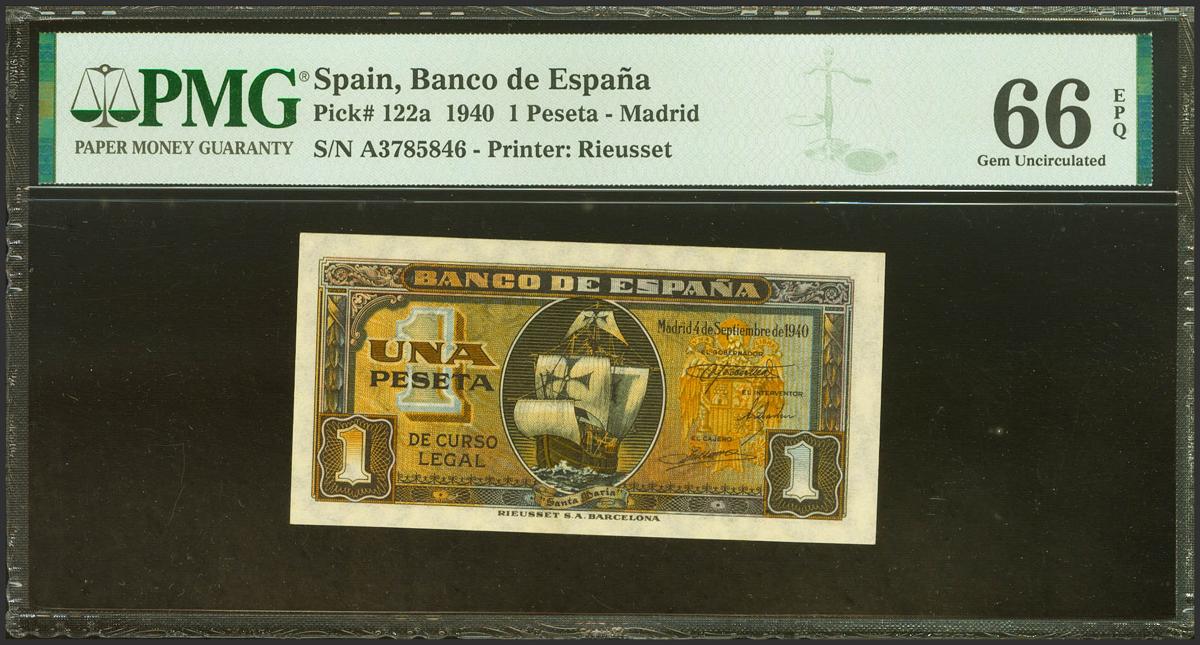 PMG®
PAPER MONEY GUARANTY
Spain, Banco de España
Pick# 122a 1940 1 Peseta - Madrid
S/N A3785846 - Printer: Rieusset
66
EPQ
Gem Uncirculated
BANCO DE ESPAÑA
Madrid 4 de Septiembre de 1940
1
UNA
PESETA
EL GOBERNADOR
EL INTERVENTOR
EL CAJERO
DE CURSO
LEGAL
1
1
"Santa Maria"
RIEUSSET S.A. BARCELONA